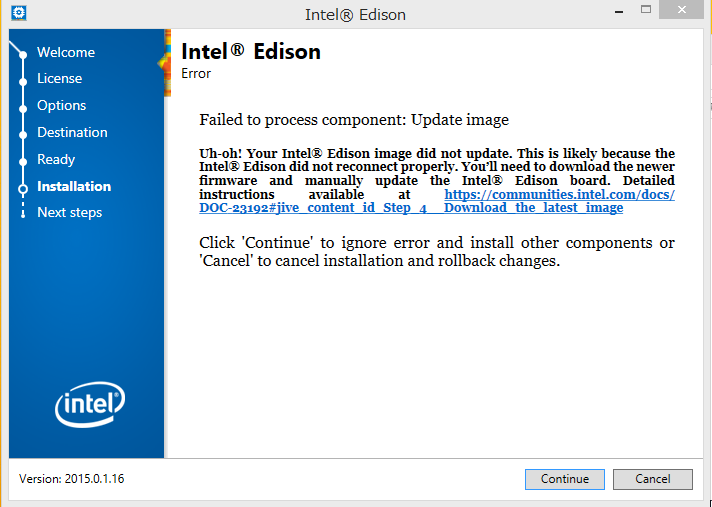 Intel® Edison
Welcome
License
Options
Destination
Ready
Installation
Next steps
intel
Intel® Edison
Error
Failed to process component: Update image
Uh-oh! Your Intel® Edison image did not update. This is likely because the
Intel® Edison did not reconnect properly. You'll need to download the newer
firmware and manually update the Intel® Edison board. Detailed
instructions available at https://communities.intel.com/docs/
DOC-23192#jive_content_id_Step_4__Download_the_latest_image
Click 'Continue' to ignore error and install other components or
'Cancel' to cancel installation and rollback changes.
Version: 2015.0.1.16
Continue
Cancel